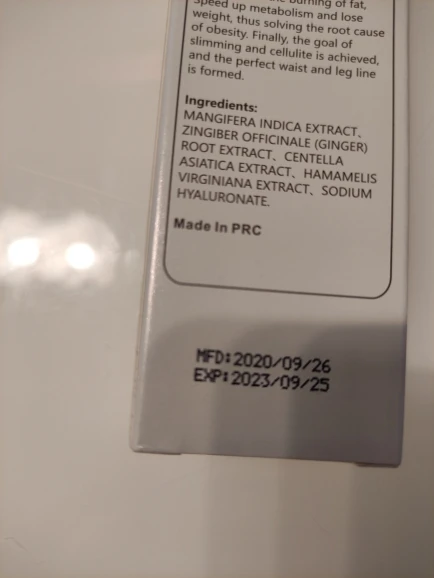 burning of fat,
Speed up metabolism and lose
weight, thus solving the root cause
of obesity. Finally, the goal of
slimming and cellulite is achieved,
and the perfect waist and leg line
is formed.
Ingredients:
MANGIFERA INDICA EXTRACT、
ZINGIBER OFFICINALE (GINGER)
ROOT EXTRACT、CENTELLA
ASIATICA EXTRACT、HAMAMELIS
VIRGINIANA EXTRACT、SODIUM
HYALURONATE.
Made In PRC
MFD:2020/09/26
EXP:2023/09/25